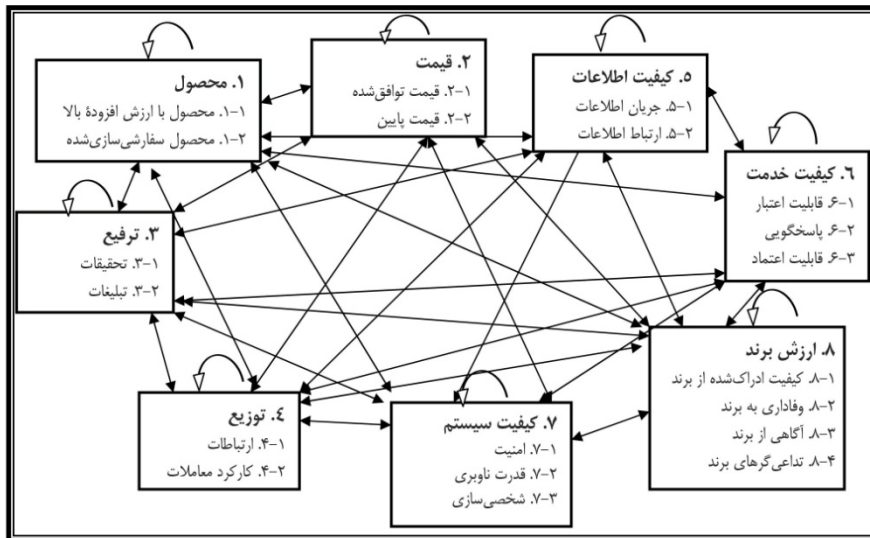 ۱. محصول
۱-۱. محصول با ارزش افزودهٔ بالا
۱-۲. محصول سفارشی‌سازی‌شده
۲. قیمت
۲-۱. قیمت توافق‌شده
۲-۲. قیمت پایین
۵. کیفیت اطلاعات
۵-۱. جریان اطلاعات
۵-۲. ارتباط اطلاعات
۶. کیفیت خدمت
۶-۱. قابلیت اعتبار
۶-۲. پاسخگویی
۶-۳. قابلیت اعتماد
۳. ترفیع
۳-۱. تحقیقات
۳-۲. تبلیغات
۸. ارزش برند
۸-۱. کیفیت ادراک‌شده از برند
۸-۲. وفاداری به برند
۸-۳. آگاهی از برند
۸-۴. تداعی‌گرهای برند
۴. توزیع
۴-۱. ارتباطات
۴-۲. کارکرد معاملات
۷. کیفیت سیستم
۷-۱. امنیت
۷-۲. قدرت ناوبری
۷-۳. شخصی‌سازی